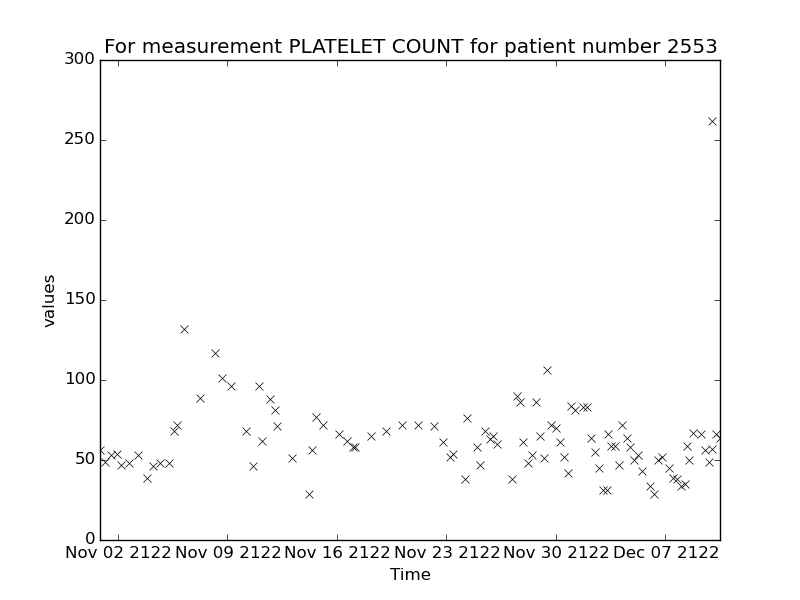 For measurement PLATELET COUNT for patient number 2553
300
250
200
150
100
50
0
values
Nov 02 2122 Nov 09 2122 Nov 16 2122 Nov 23 2122 Nov 30 2122 Dec 07 2122
Time